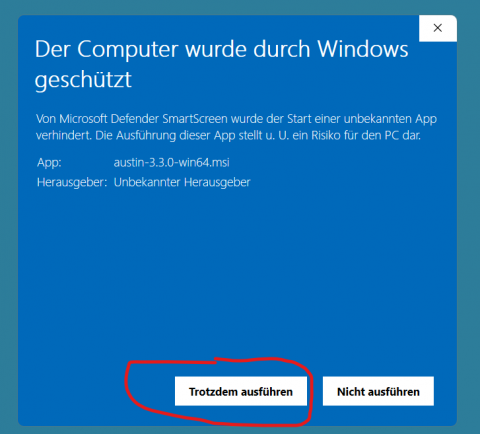 Der Computer wurde durch Windows
geschützt
Von Microsoft Defender SmartScreen wurde der Start einer unbekannten App
verhindert. Die Ausführung dieser App stellt u. U. ein Risiko für den PC dar.
App: austin-3.3.0-win64.msi
Herausgeber: Unbekannter Herausgeber
Trotzdem ausführen Nicht ausführen